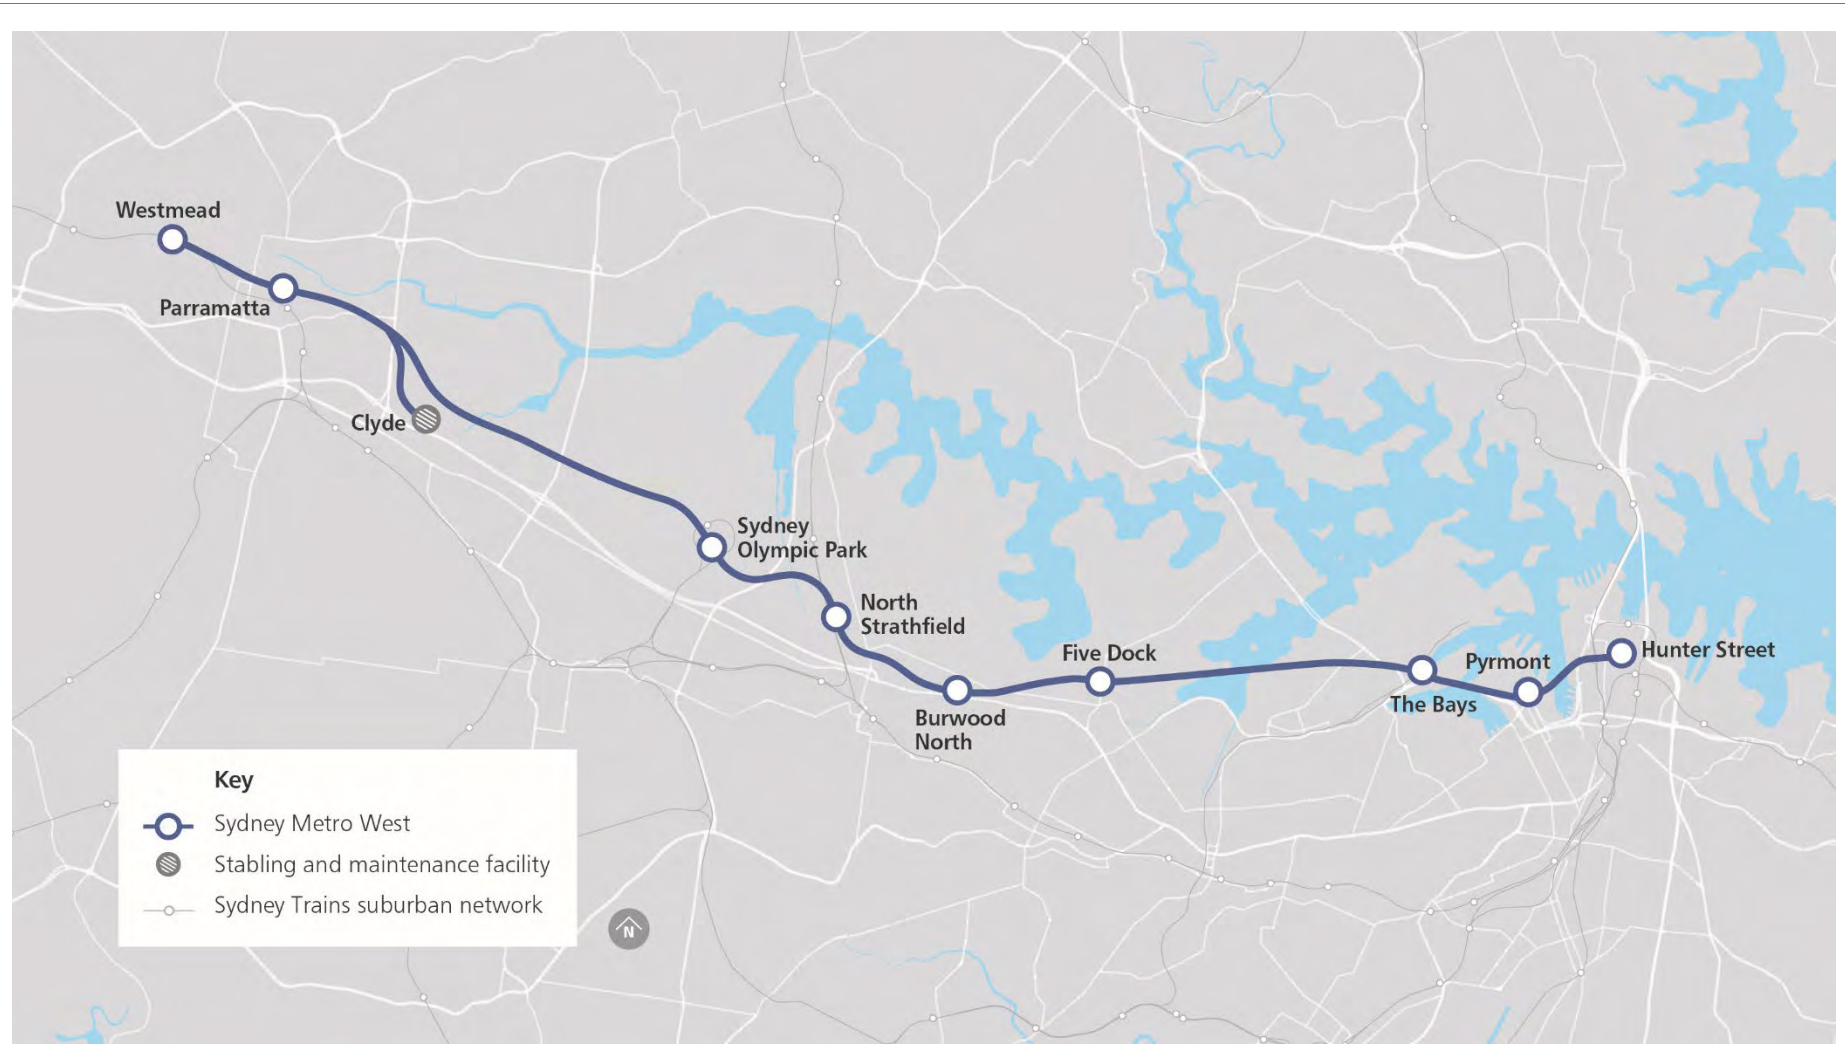 Westmead
Parramatta
Clyde
Sydney
Olympic Park
North
Strathfield
Burwood
North
Five Dock
The Bays
Pyrmont
Hunter Street
Key
Sydney Metro West
Stabling and maintenance facility
Sydney Trains suburban network
N